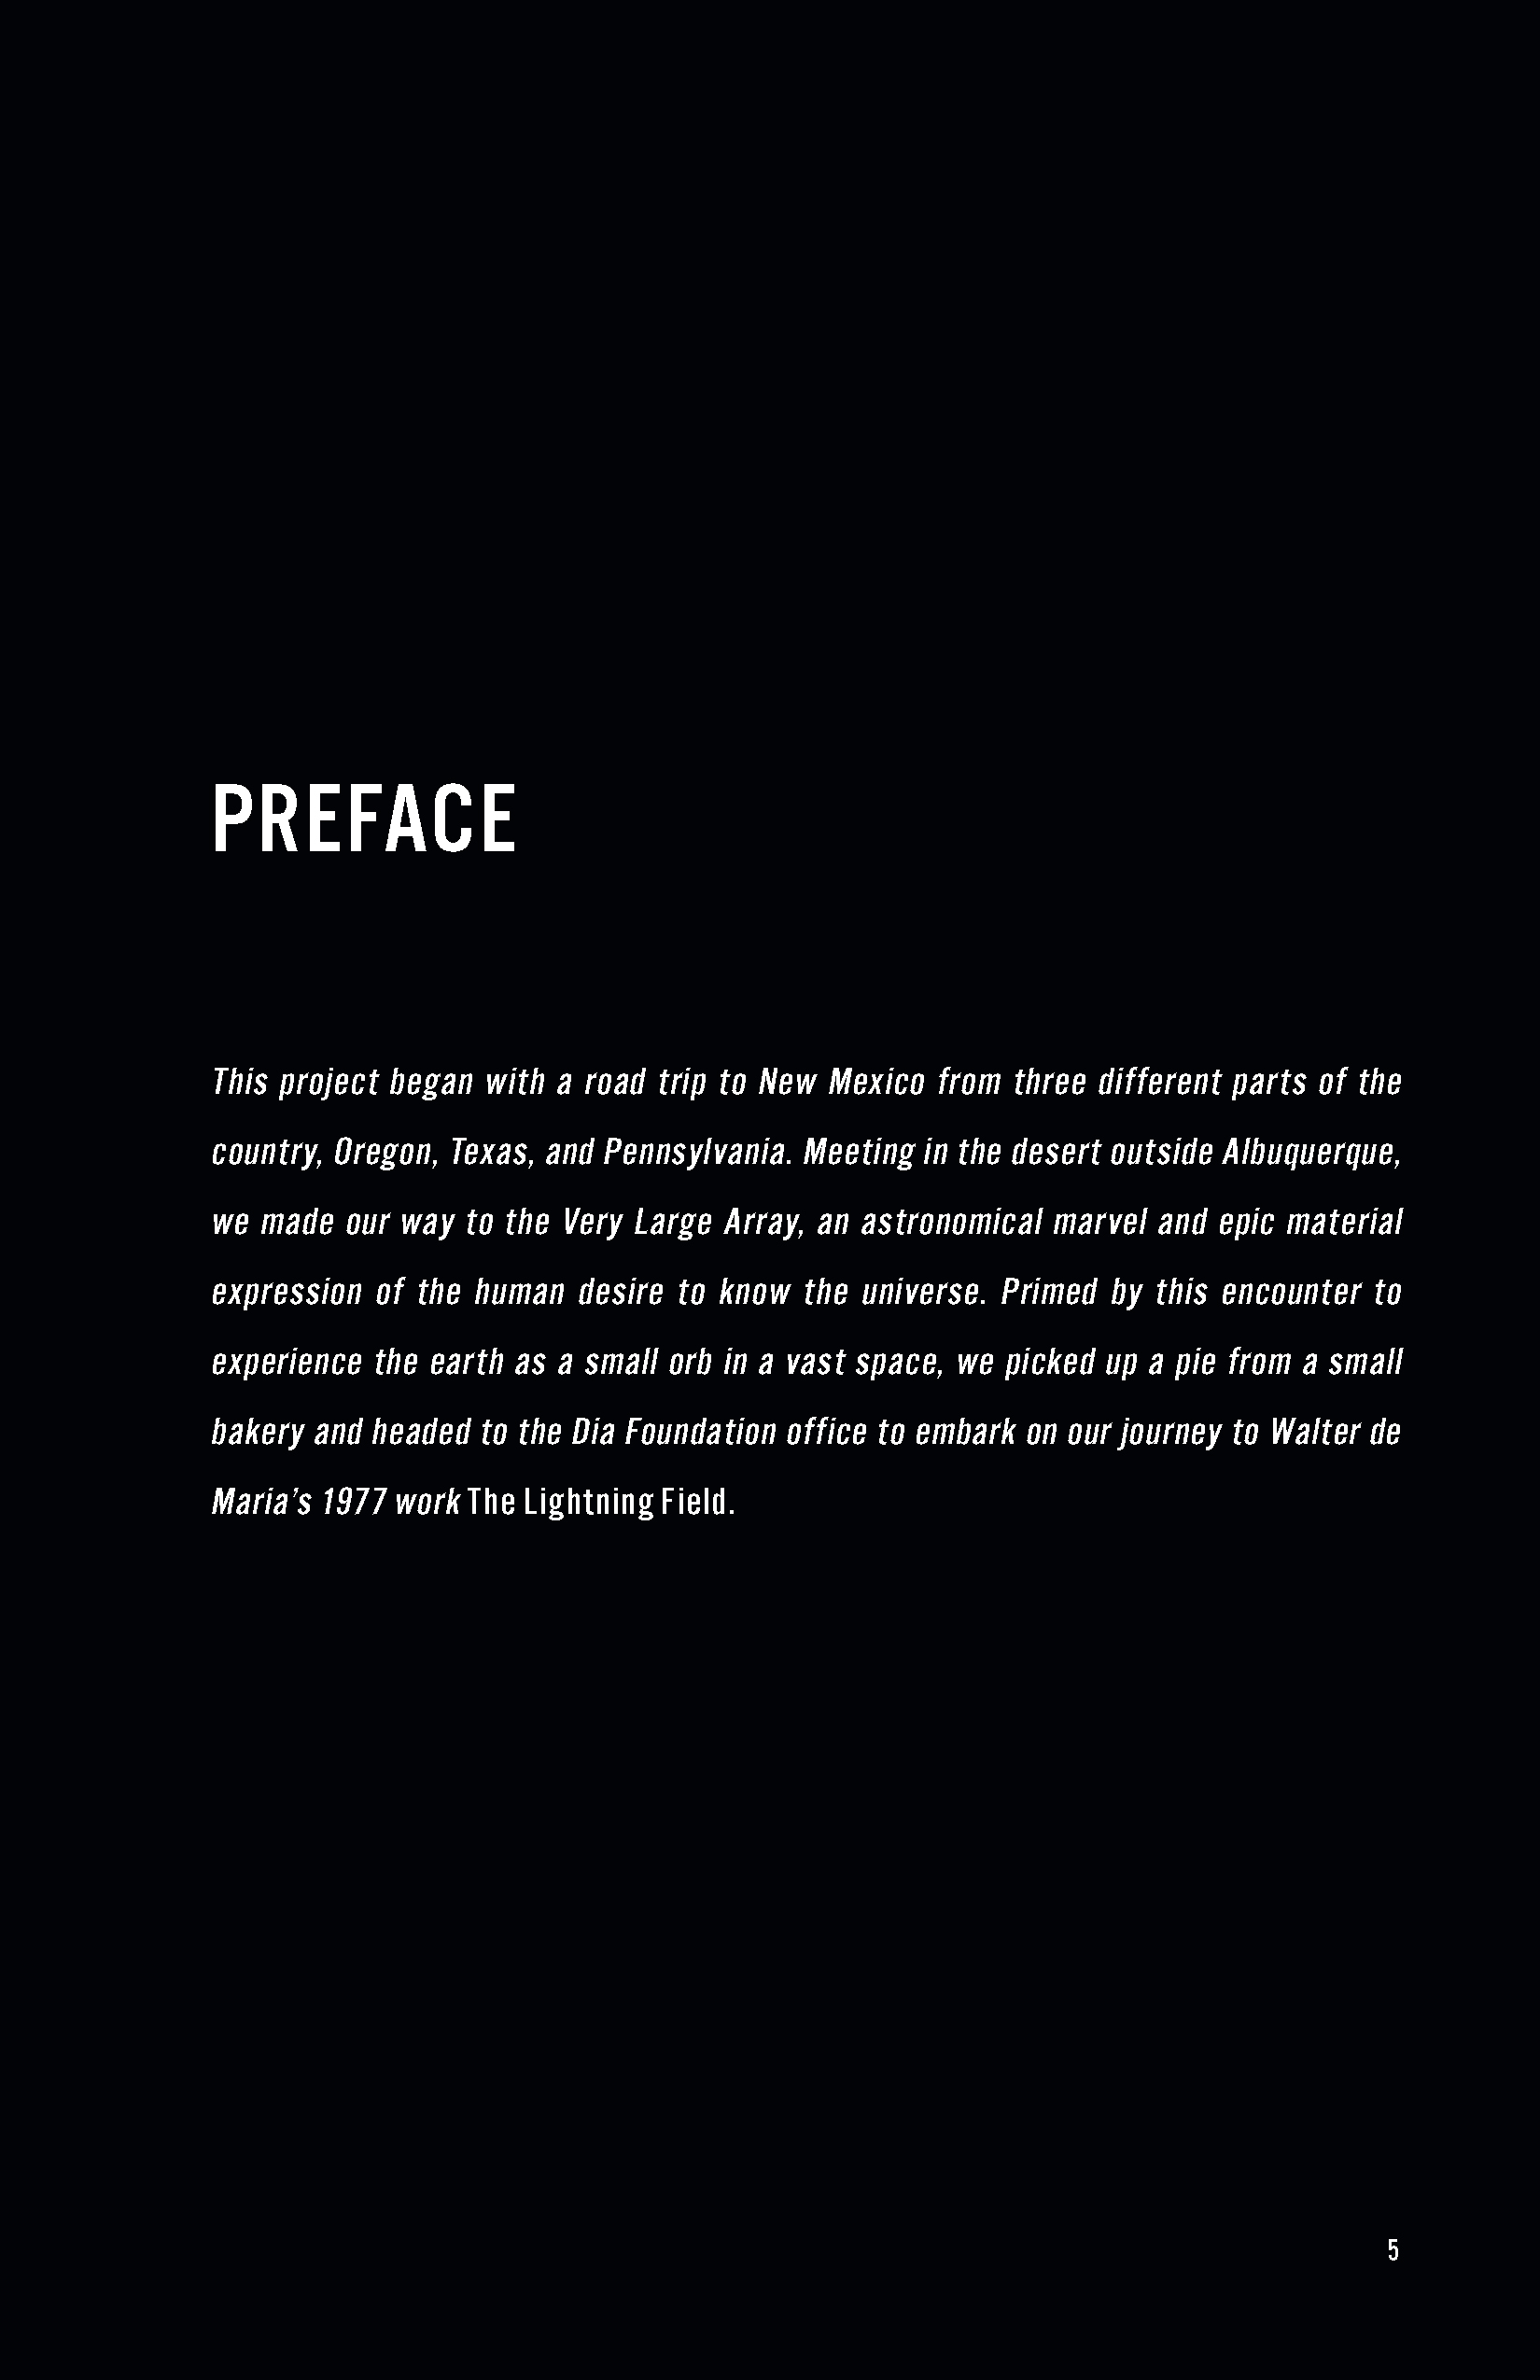 PREFACE
This project began with a road trip to New Mexico from three different parts of the
country, Oregon, Texas, and Pennsylvania. Meeting in the desert outside Albuquerque,
we made our way to the Very Large Array, an astronomical marvel and epic material
expression of the human desire to know the universe. Primed by this encounter to
experience the earth as a small orb in a vast space, we picked up a pie from a small
bakery and headed to the Dia Foundation office to embark on our journey to Walter de
Maria’s 1977 work The Lightning Field.
5